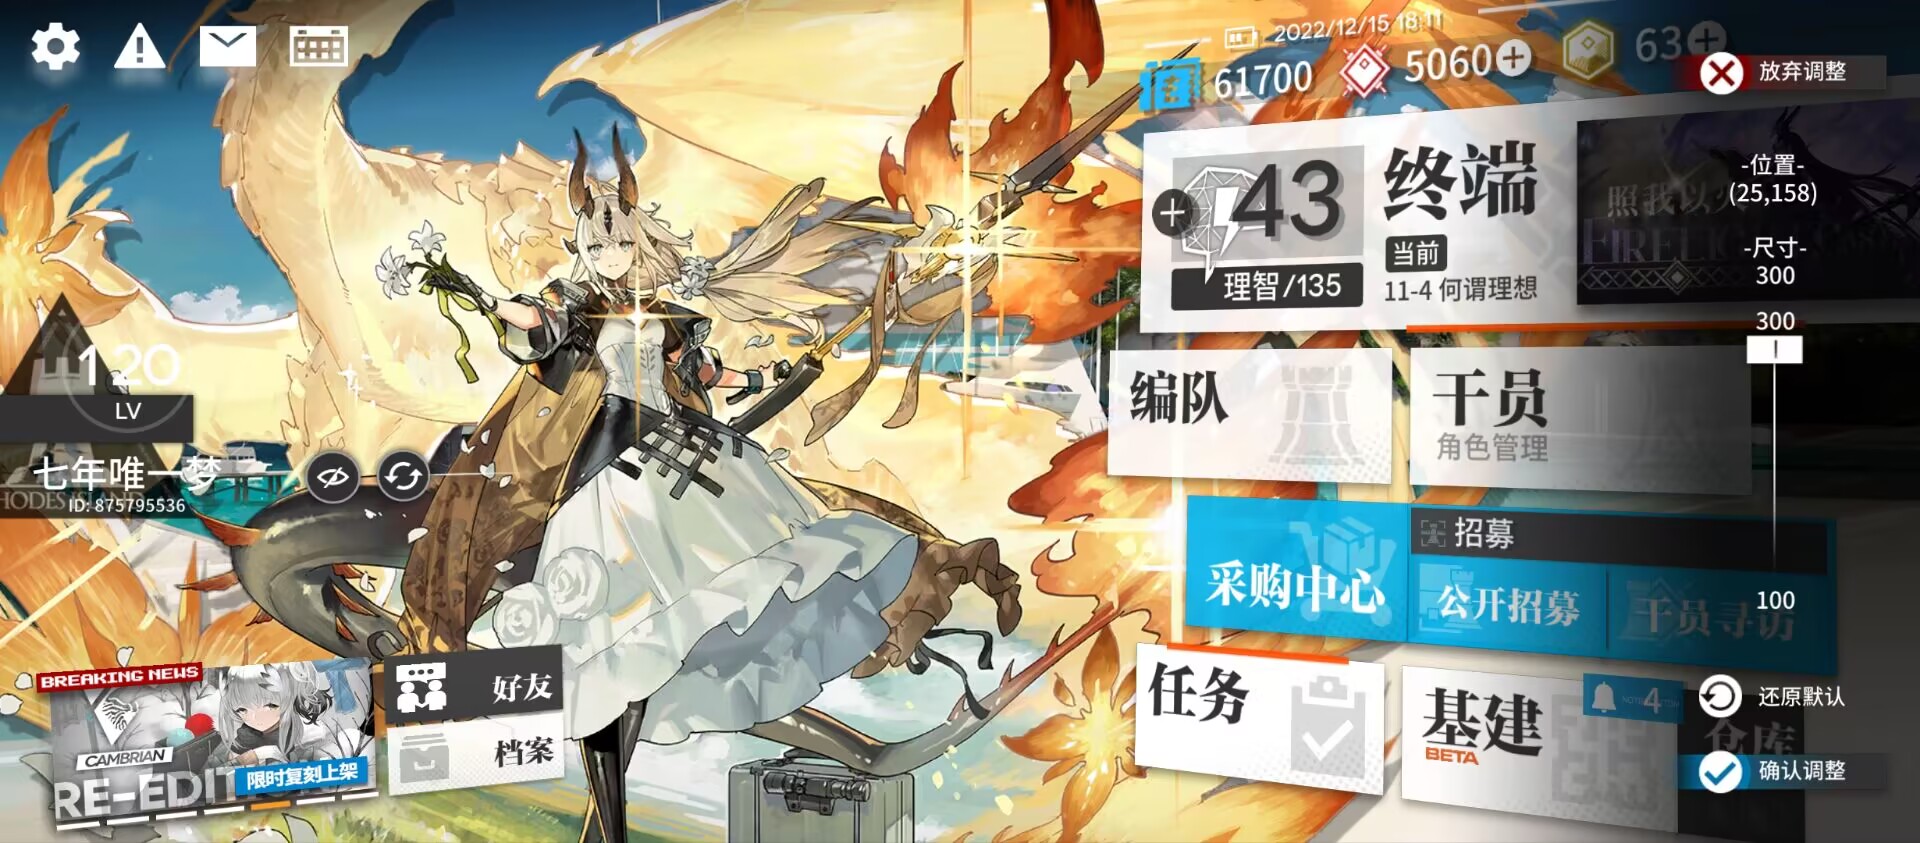 2022/12/15 18:11
61700
5060
63
放弃调整
43
理智/135
终端
当前
11-4 何谓理想
-位置-
(25,158)
-尺寸-
300
300
120
LV
七年唯一梦
ID: 875795536
编队
干员
角色管理
采购中心
招募
公开招募
干员寻访
100
BREAKING NEWS
CAMBRIAN
RE-EDIT
限时复刻上架
好友
档案
任务
基建
BETA
4
还原默认
仓库
确认调整